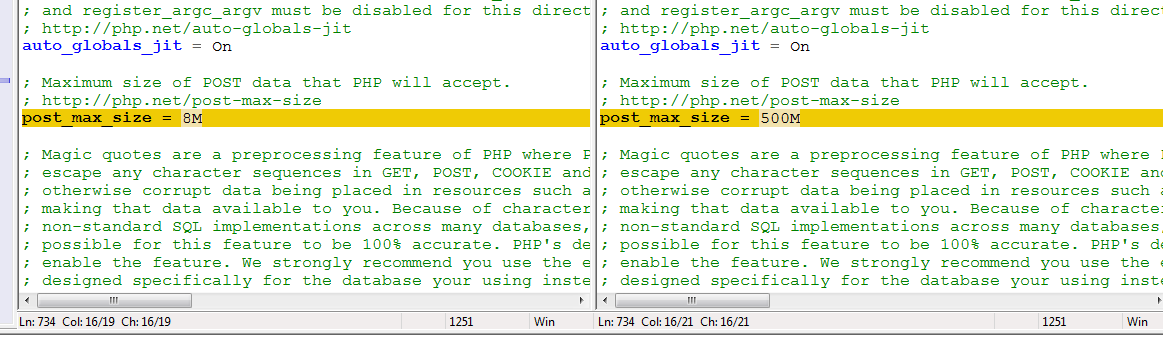 ; and register_argc_argv must be disabled for this direct
; http://php.net/auto-globals-jit
auto_globals_jit = On
; Maximum size of POST data that PHP will accept.
; http://php.net/post-max-size
post_max_size = 8M
; Magic quotes are a preprocessing feature of PHP where P
; escape any character sequences in GET, POST, COOKIE and
; otherwise corrupt data being placed in resources such a
; making that data available to you. Because of character
; non-standard SQL implementations across many databases,
; possible for this feature to be 100% accurate. PHP's de
; enable the feature. We strongly recommend you use the e
; designed specifically for the database your using inste
Ln: 734 Col: 16/19 Ch: 16/19 1251 Win
; and register_argc_argv must be disabled for this direct
; http://php.net/auto-globals-jit
auto_globals_jit = On
; Maximum size of POST data that PHP will accept.
; http://php.net/post-max-size
post_max_size = 500M
; Magic quotes are a preprocessing feature of PHP where
; escape any character sequences in GET, POST, COOKIE and
; otherwise corrupt data being placed in resources such a
; making that data available to you. Because of character
; non-standard SQL implementations across many databases,
; possible for this feature to be 100% accurate. PHP's de
; enable the feature. We strongly recommend you use the e
; designed specifically for the database your using inste
Ln: 734 Col: 16/21 Ch: 16/21 1251 Win